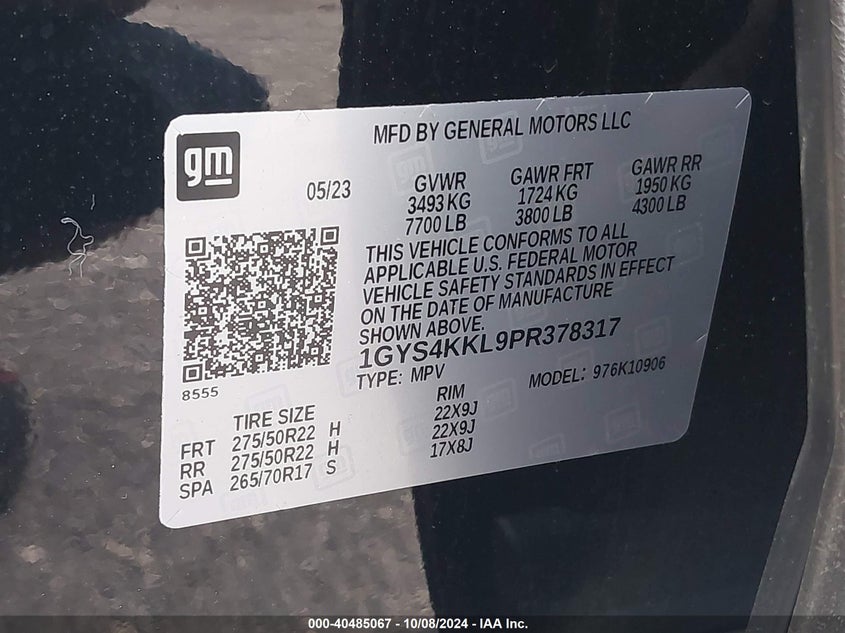 gm
MFD BY GENERAL MOTORS LLC
05/23
GVWR
3493 KG
7700 LB
GAWR FRT
1724 KG
3800 LB
GAWR RR
1950 KG
4300 LB
THIS VEHICLE CONFORMS TO ALL
APPLICABLE U.S. FEDERAL MOTOR
VEHICLE SAFETY STANDARDS IN EFFECT
ON THE DATE OF MANUFACTURE
SHOWN ABOVE.
1GYS4KKL9PR378317
TYPE: MPV
MODEL: 976K10906
8555
TIRE SIZE RIM
FRT 275/50R22 H 22X9J
RR 275/50R22 H 22X9J
SPA 265/70R17 S 17X8J
000-40485067 - 10/08/2024 - IAA Inc.